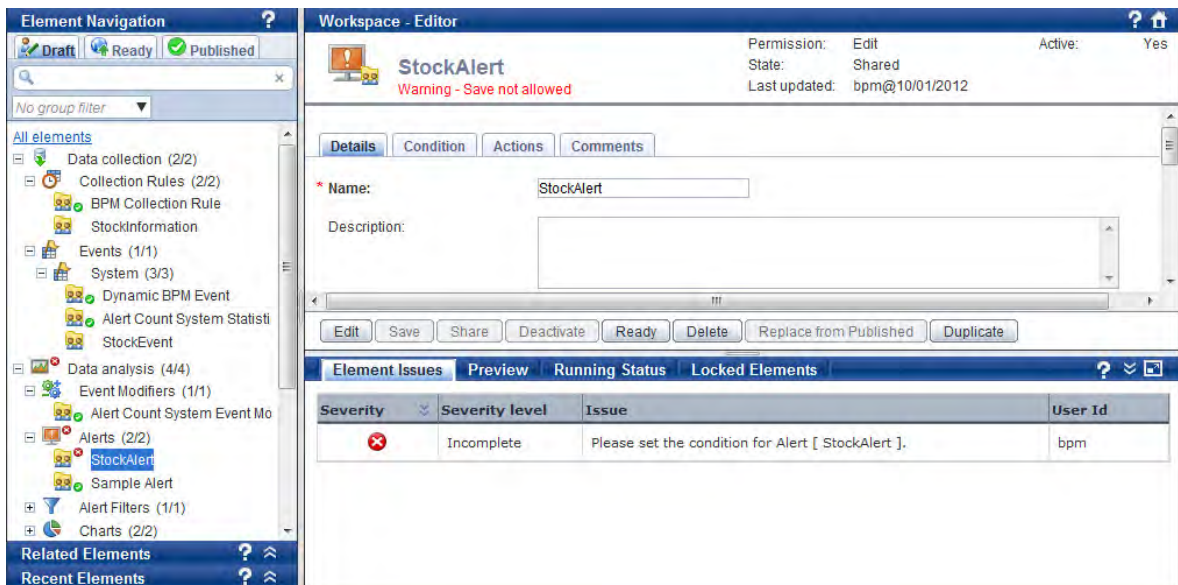 Element Navigation ?
Draft Ready Published
No group filter
All elements
Data collection (2/2)
Collection Rules (2/2)
BPM Collection Rule
StockInformation
Events (1/1)
System (3/3)
Dynamic BPM Event
Alert Count System Statisti
StockEvent
Data analysis (4/4)
Event Modifiers (1/1)
Alert Count System Event Mo
Alerts (2/2)
StockAlert
Sample Alert
Alert Filters (1/1)
Charts (2/2)
Related Elements ?
Recent Elements ?
Workspace - Editor ?
StockAlert
Warning - Save not allowed
Permission: Edit
State: Shared
Last updated: bpm@10/01/2012
Active: Yes
Details Condition Actions Comments
* Name: StockAlert
Description:
Edit Save Share Deactivate Ready Delete Replace from Published Duplicate
Element Issues Preview Running Status Locked Elements ?
Severity Severity level Issue User Id
Incomplete Please set the condition for Alert [ StockAlert ]. bpm